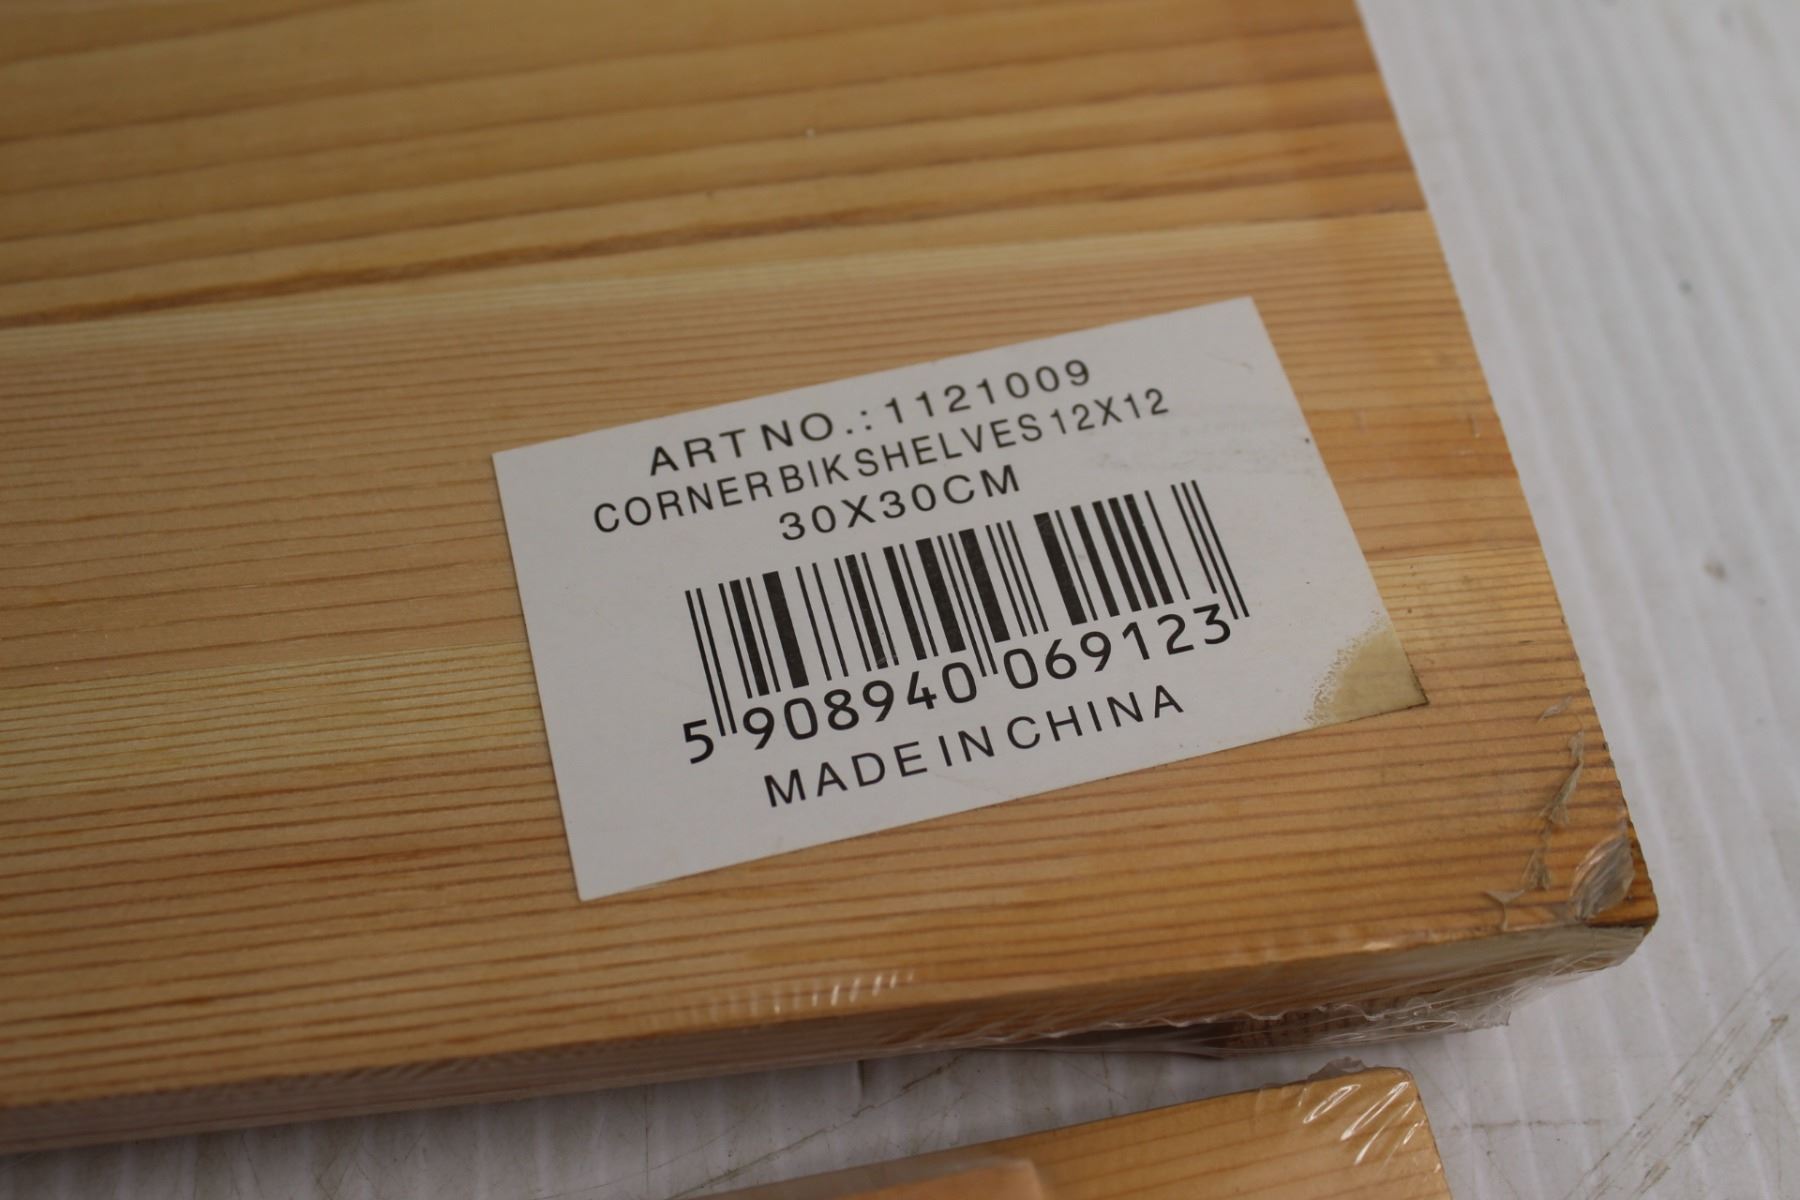 ART NO.:1121009
CORNER BIK SHELVES 12X12
30X30CM
5 908940 069123
MADE IN CHINA